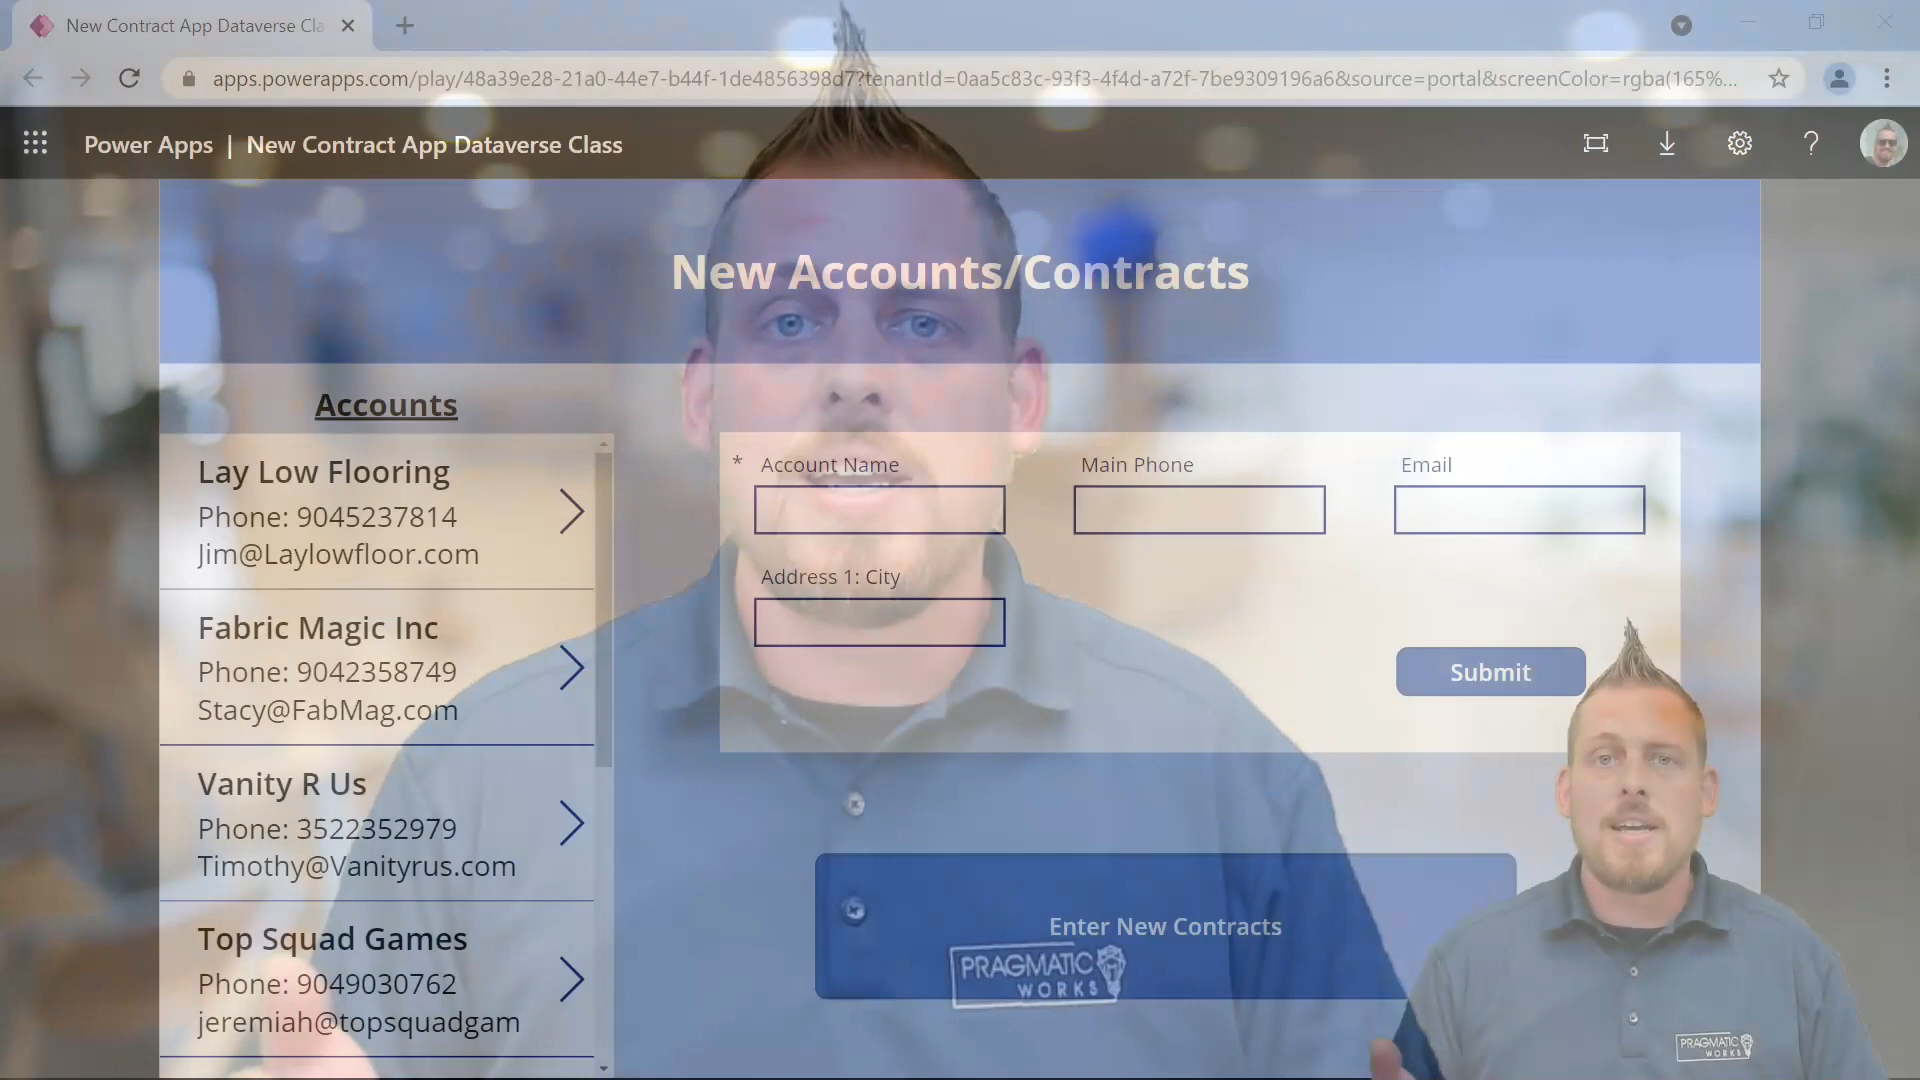 New Contract App Dataverse Cla
apps.powerapps.com/play/48a39e28-21a0-44e7-b44f-1de4856398d7?tenantId=0aa5c83c-93f3-4f4d-a72f-7be9309196a6&source=portal&screenColor=rgba(165%...
Power Apps | New Contract App Dataverse Class
New Accounts/Contracts
Accounts
Lay Low Flooring
Phone: 9045237814
Jim@Laylowfloor.com
Fabric Magic Inc
Phone: 9042358749
Stacy@FabMag.com
Vanity R Us
Phone: 3522352979
Timothy@Vanityrus.com
Top Squad Games
Phone: 9049030762
jeremiah@topsquadgam
* Account Name
Main Phone
Email
Address 1: City
Submit
Enter New Contracts
PRAGMATIC
WORKS
PRAGMATIC
WORKS